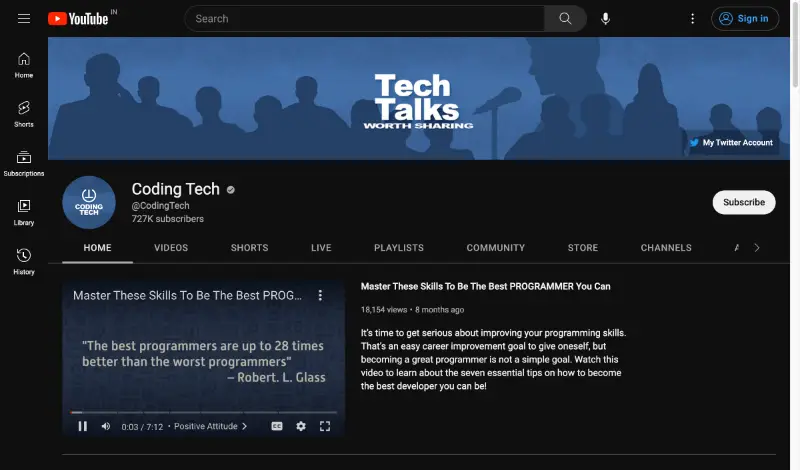 YouTube IN
Search
Sign in
Home
Shorts
Subscriptions
Library
History
Tech
Talks
WORTH SHARING
My Twitter Account
CODING
TECH
Coding Tech
@CodingTech
727K subscribers
Subscribe
HOME VIDEOS SHORTS LIVE PLAYLISTS COMMUNITY STORE CHANNELS A
Master These Skills To Be The Best PROG...
"The best programmers are up to 28 times
better than the worst programmers"
– Robert. L. Glass
0:03 / 7:12 • Positive Attitude
CC
Master These Skills To Be The Best PROGRAMMER You Can
18,154 views • 8 months ago
It's time to get serious about improving your programming skills.
That's an easy career improvement goal to give oneself, but
becoming a great programmer is not a simple goal. Watch this
video to learn about the seven essential tips on how to become
the best developer you can be!